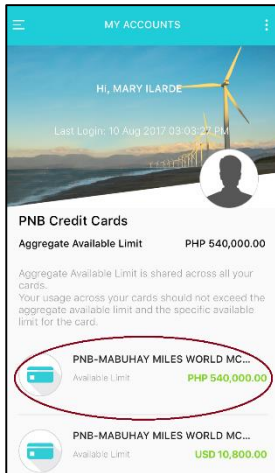 MY ACCOUNTS
HI, MARY ILARDE
Last Login: 10 Aug 2017 03:03:27 PM
PNB Credit Cards
Aggregate Available Limit PHP 540,000.00
Aggregate Available Limit is shared across all your
cards.
Your usage across your cards should not exceed the
aggregate available limit and the specific available
limit for the card.
PNB-MABUHAY MILES WORLD MC...
Available Limit PHP 540,000.00
PNB-MABUHAY MILES WORLD MC...
Available Limit USD 10,800.00